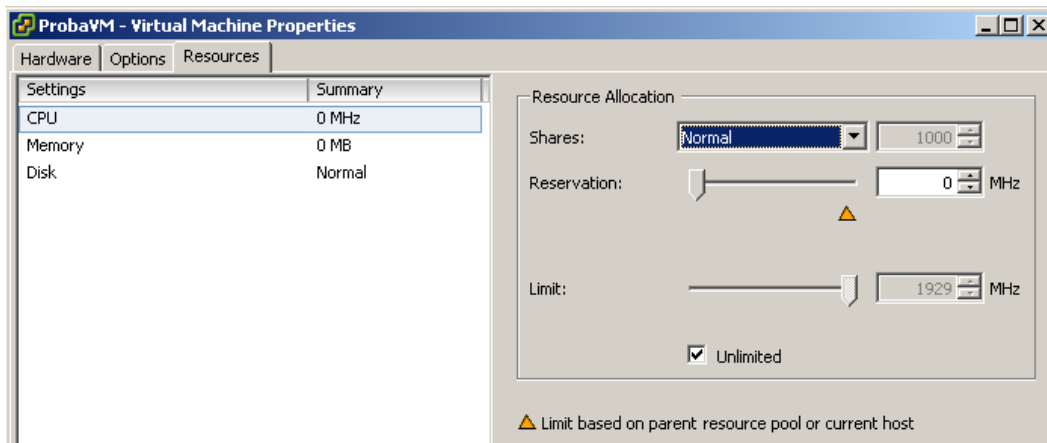 ProbaVM - Virtual Machine Properties
Hardware Options Resources
Settings Summary
CPU 0 MHz
Memory 0 MB
Disk Normal
Resource Allocation
Shares: Normal 1000
Reservation: 0 MHz
Limit: 1929 MHz
Unlimited
Limit based on parent resource pool or current host